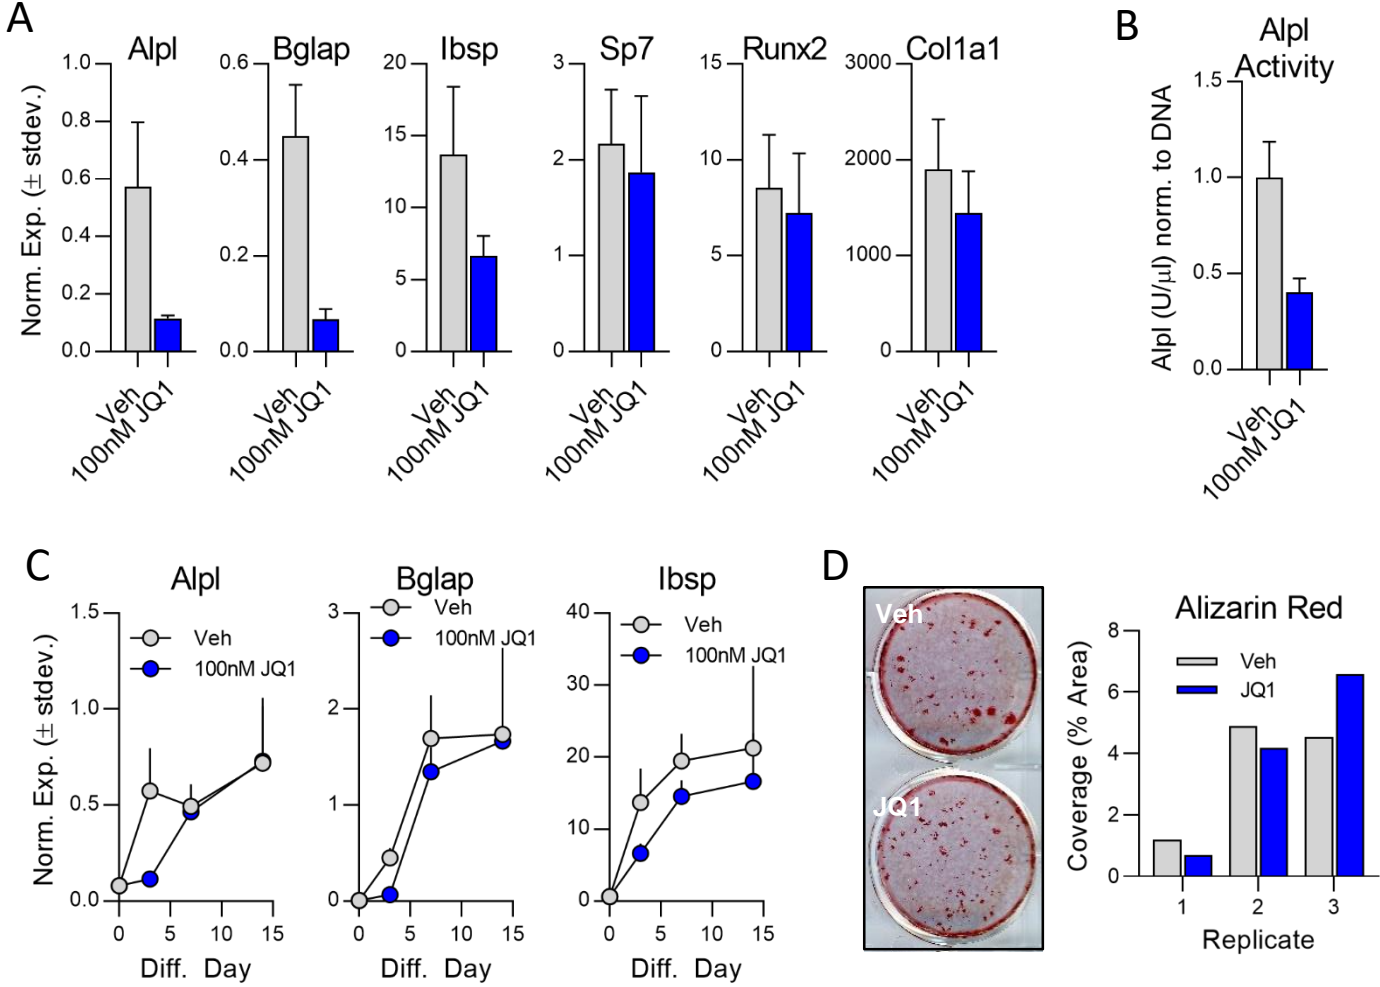 A
Alpl Bglap Ibsp Sp7 Runx2 Col1a1
Norm. Exp. (± stdev.)
1.0
0.8
0.6
0.4
0.2
0.0
Veh
100nM JQ1
0.6
0.4
0.2
0.0
Veh
100nM JQ1
20
15
10
5
0
Veh
100nM JQ1
3
2
1
0
Veh
100nM JQ1
15
10
5
0
Veh
100nM JQ1
3000
2000
1000
0
Veh
100nM JQ1
B
Alpl
Activity
Alpl (U/μl) norm. to DNA
1.5
1.0
0.5
0.0
Veh
100nM JQ1
C
Alpl
Norm. Exp. (± stdev.)
1.5
1.0
0.5
0.0
Veh
100nM JQ1
0 5 10 15
Diff. Day
Bglap
3
2
1
0
Veh
100nM JQ1
0 5 10 15
Diff. Day
Ibsp
40
30
20
10
0
Veh
100nM JQ1
0 5 10 15
Diff. Day
D
Veh
JQ1
Alizarin Red
Coverage (% Area)
8
6
4
2
0
Veh
JQ1
1 2 3
Replicate